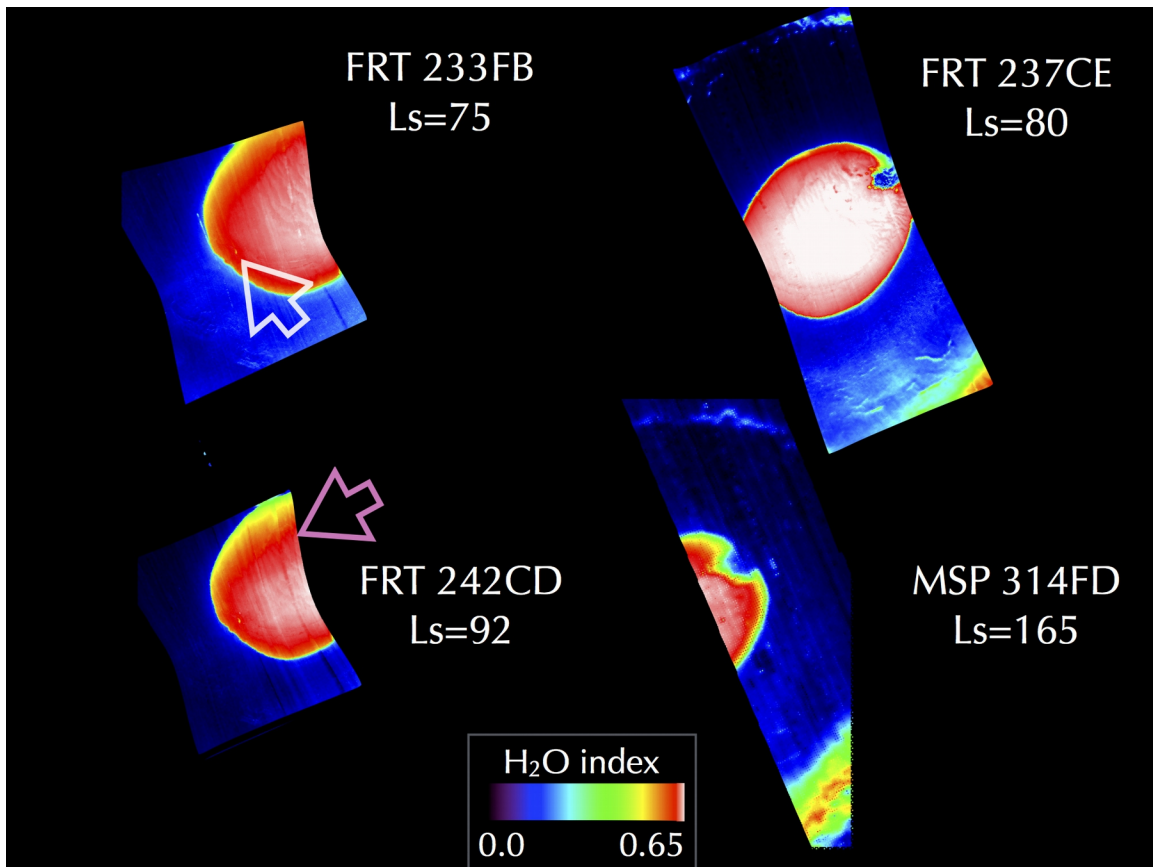 FRT 233FB
Ls=75
FRT 237CE
Ls=80
FRT 242CD
Ls=92
MSP 314FD
Ls=165
H₂O index
0.0 0.65